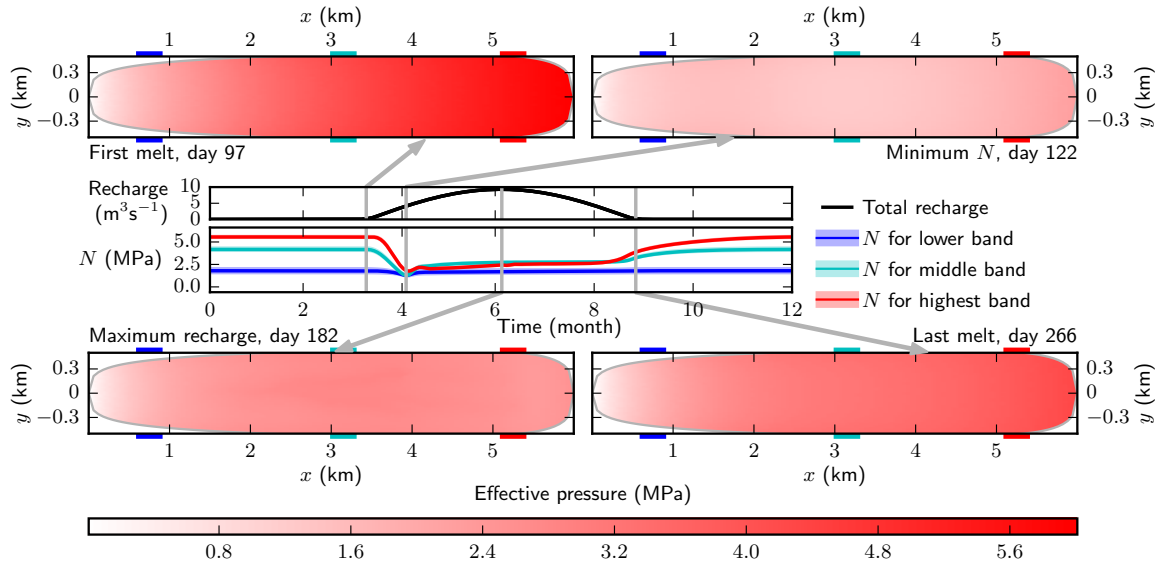 x (km)
x (km)
1 2 3 4 5
1 2 3 4 5
y (km)
0.3
0
−0.3
0.3
0
−0.3
y (km)
First melt, day 97
Minimum N, day 122
Recharge
(m³s⁻¹)
10
5
0
Total recharge
N (MPa)
5.0
2.5
0.0
N for lower band
N for middle band
N for highest band
0 2 4 6 8 10 12
Time (month)
Maximum recharge, day 182
Last melt, day 266
y (km)
0.3
0
−0.3
0.3
0
−0.3
y (km)
1 2 3 4 5
1 2 3 4 5
x (km)
x (km)
Effective pressure (MPa)
0.8 1.6 2.4 3.2 4.0 4.8 5.6